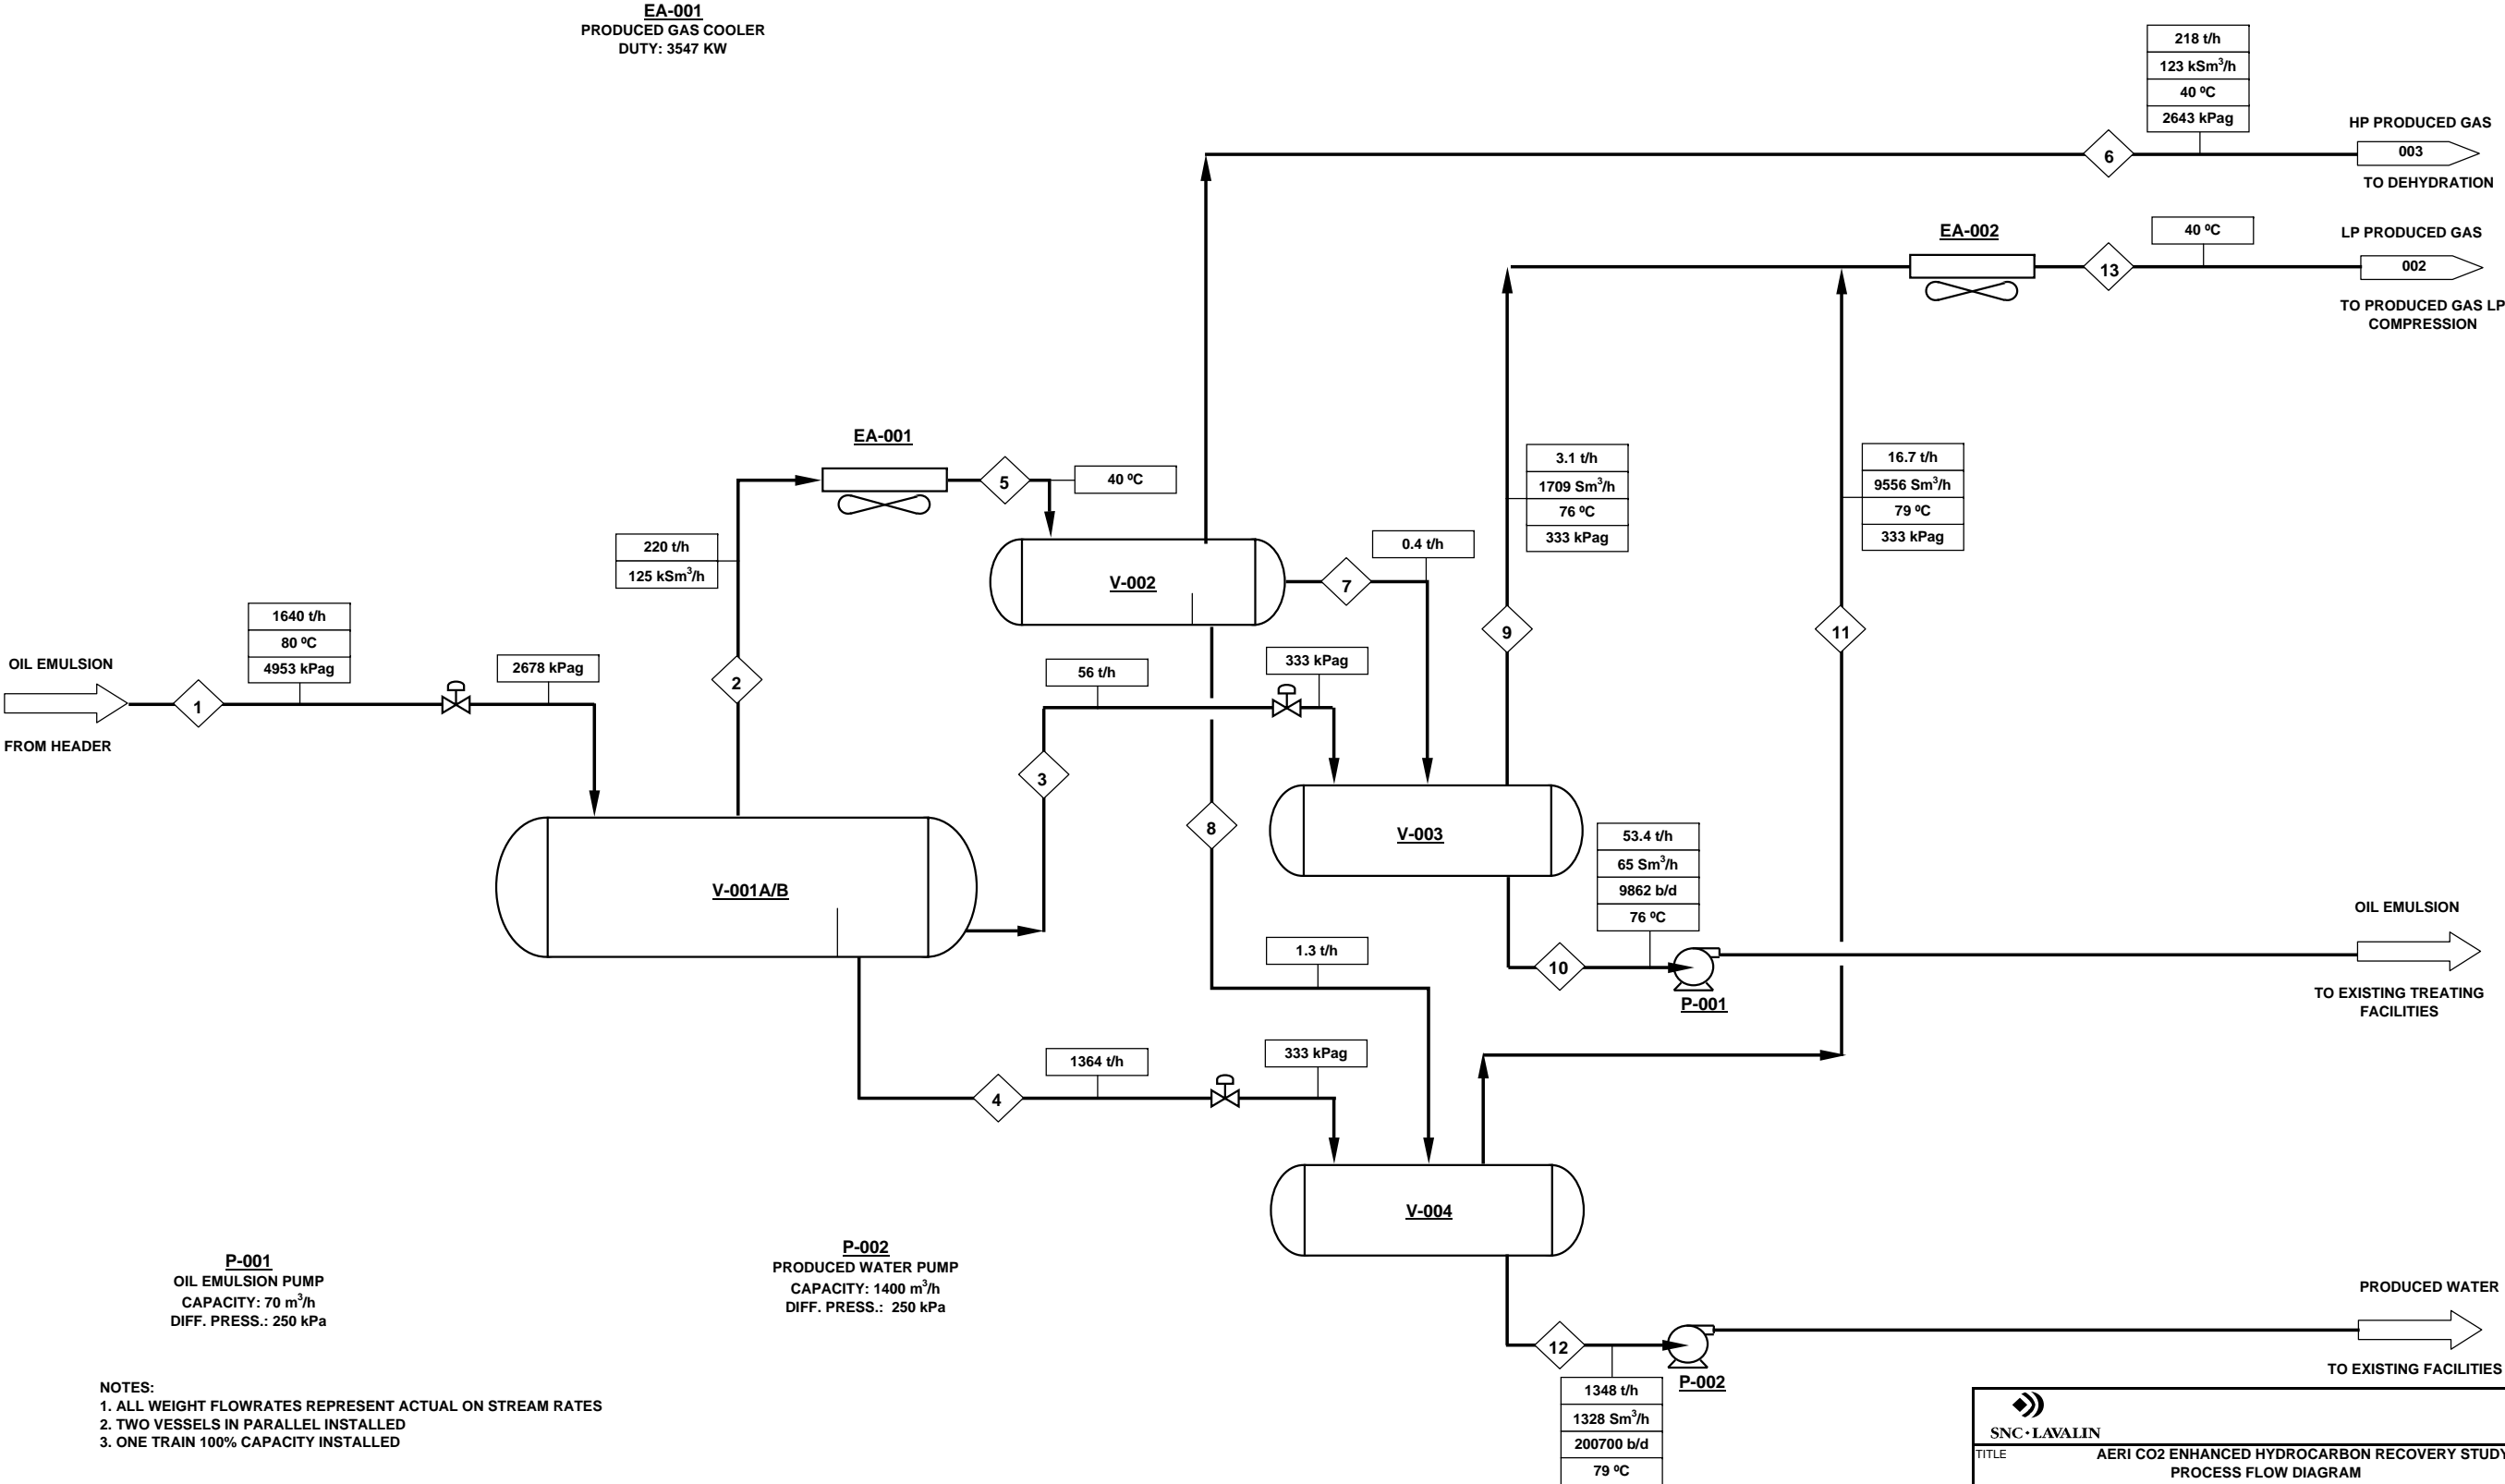 EA-001
PRODUCED GAS COOLER
DUTY: 3547 KW
218 t/h
123 kSm³/h
40 ºC
2643 kPag
HP PRODUCED GAS
6
003
TO DEHYDRATION
EA-002
40 ºC
LP PRODUCED GAS
13
002
TO PRODUCED GAS LP
COMPRESSION
EA-001
5
40 ºC
3.1 t/h
1709 Sm³/h
76 ºC
333 kPag
16.7 t/h
9556 Sm³/h
79 ºC
333 kPag
220 t/h
125 kSm³/h
0.4 t/h
V-002
7
1640 t/h
80 ºC
4953 kPag
9
11
OIL EMULSION
2678 kPag
56 t/h
333 kPag
1
2
FROM HEADER
3
8
V-003
53.4 t/h
65 Sm³/h
9862 b/d
76 ºC
V-001A/B
OIL EMULSION
1.3 t/h
10
P-001
TO EXISTING TREATING
FACILITIES
1364 t/h
333 kPag
4
V-004
P-001
OIL EMULSION PUMP
CAPACITY: 70 m³/h
DIFF. PRESS.: 250 kPa
P-002
PRODUCED WATER PUMP
CAPACITY: 1400 m³/h
DIFF. PRESS.: 250 kPa
PRODUCED WATER
12
P-002
TO EXISTING FACILITIES
1348 t/h
1328 Sm³/h
200700 b/d
79 ºC
NOTES:
1. ALL WEIGHT FLOWRATES REPRESENT ACTUAL ON STREAM RATES
2. TWO VESSELS IN PARALLEL INSTALLED
3. ONE TRAIN 100% CAPACITY INSTALLED
SNC•LAVALIN
TITLE AERI CO2 ENHANCED HYDROCARBON RECOVERY STUDY
PROCESS FLOW DIAGRAM